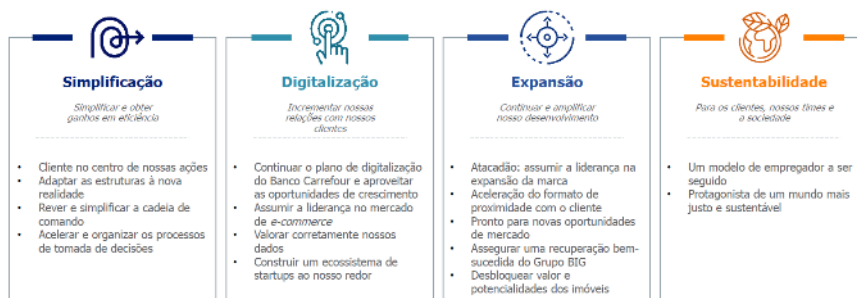 Simplificação
Simplificar e obter
ganhos em eficiência
• Cliente no centro de nossas ações
• Adaptar as estruturas à nova
realidade
• Rever e simplificar a cadeia de
comando
• Acelerar e organizar os processos
de tomada de decisões
Digitalização
Incrementar nossas
relações com nossos
clientes
• Continuar o plano de digitalização
do Banco Carrefour e aproveitar
as oportunidades de crescimento
• Assumir a liderança no mercado
de e-commerce
• Valorar corretamente nossos
dados
• Construir um ecossistema de
startups ao nosso redor
Expansão
Continuar e amplificar
nosso desenvolvimento
• Atacadão: assumir a liderança na
expansão da marca
• Aceleração do formato de
proximidade com o cliente
• Pronto para novas oportunidades
de mercado
• Assegurar uma recuperação bem-
sucedida do Grupo BIG
• Desbloquear valor e
potencialidades dos imóveis
Sustentabilidade
Para os clientes, nossos times e
a sociedade
• Um modelo de empregador a ser
seguido
• Protagonista de um mundo mais
justo e sustentável